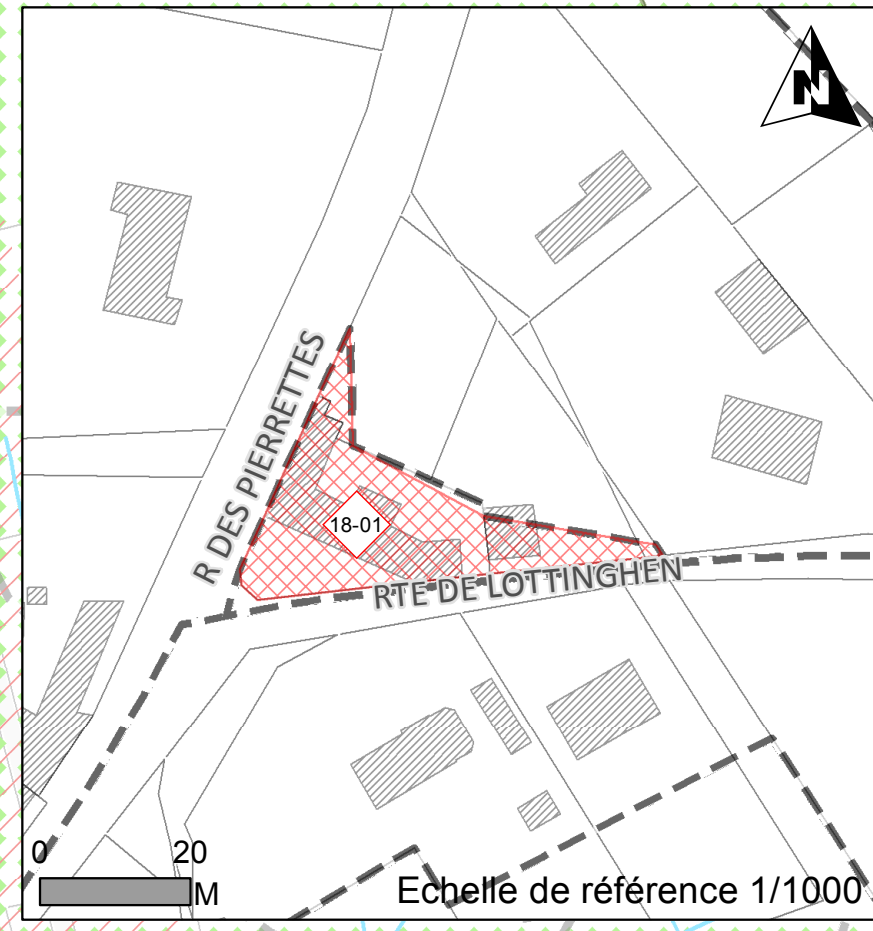 N
R DES PIERRETTES
18-01
RTE DE LOTTINGHEN
0 20
M
Echelle de référence 1/1000